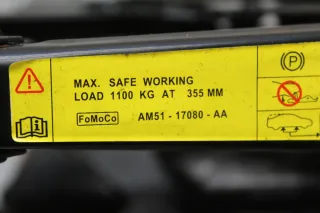 MAX. SAFE WORKING
LOAD 1100 KG AT 355 MM
FoMoCo AM51 - 17080 - AA
P